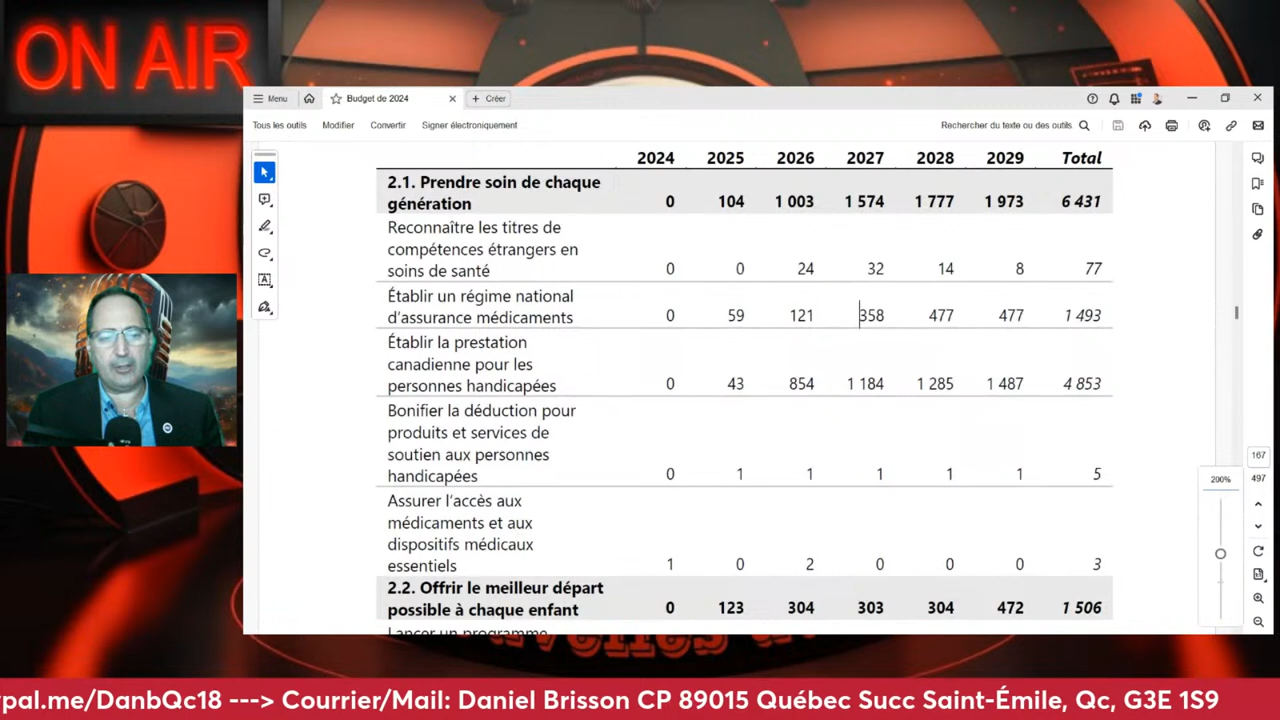 ON AIR
Menu
Budget de 2024
Créer
Tous les outils Modifier Convertir Signer électroniquement
Rechercher du texte ou des outils
2024 2025 2026 2027 2028 2029 Total
2.1. Prendre soin de chaque
génération 0 104 1 003 1 574 1 777 1 973 6 431
Reconnaître les titres de
compétences étrangers en
soins de santé 0 0 24 32 14 8 77
Établir un régime national
d'assurance médicaments 0 59 121 358 477 477 1 493
Établir la prestation
canadienne pour les
personnes handicapées 0 43 854 1 184 1 285 1 487 4 853
Bonifier la déduction pour
produits et services de
soutien aux personnes
handicapées 0 1 1 1 1 1 5
Assurer l'accès aux
médicaments et aux
dispositifs médicaux
essentiels 1 0 2 0 0 0 3
2.2. Offrir le meilleur départ
possible à chaque enfant 0 123 304 303 304 472 1 506
Lancer un programme
167
497
200%
ypal.me/DanbQc18 ---> Courrier/Mail: Daniel Brisson CP 89015 Québec Succ Saint-Émile, Qc, G3E 1S9